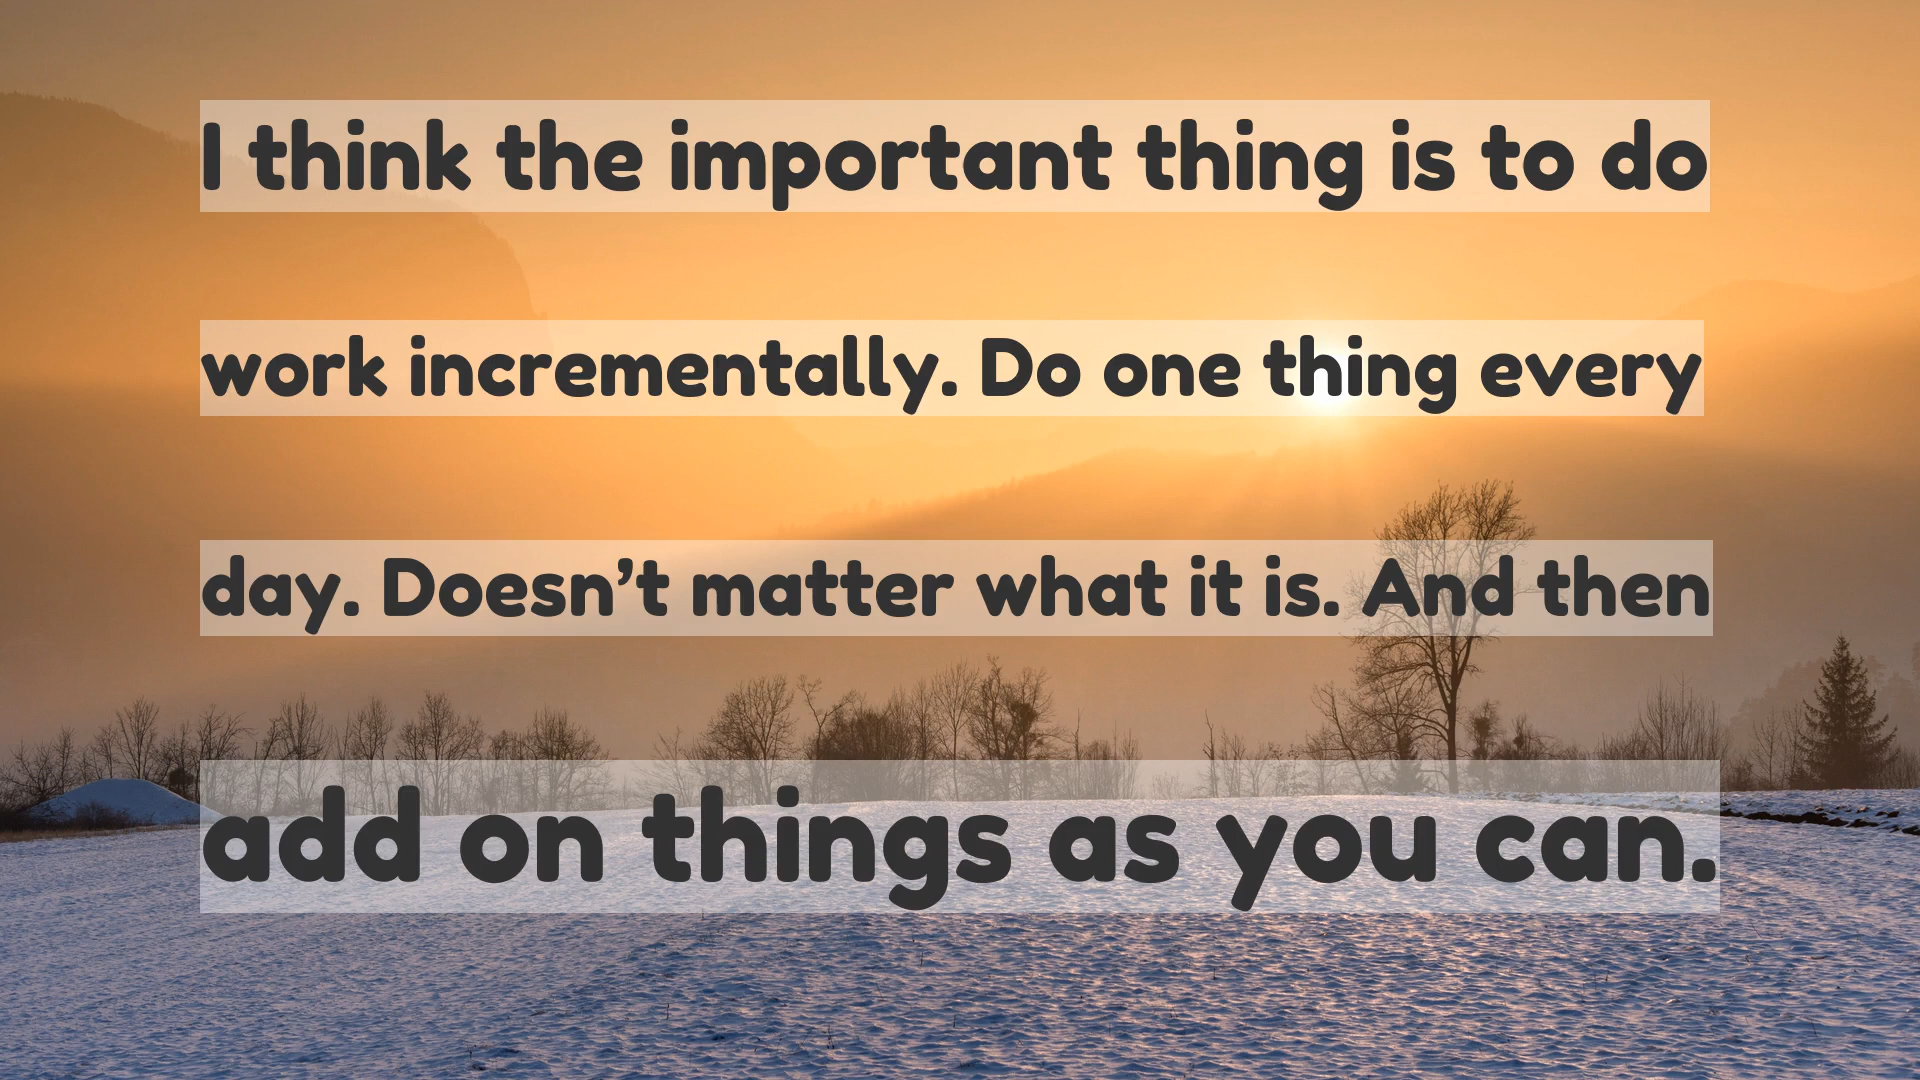 I think the important thing is to do
work incrementally. Do one thing every
day. Doesn’t matter what it is. And then
add on things as you can.